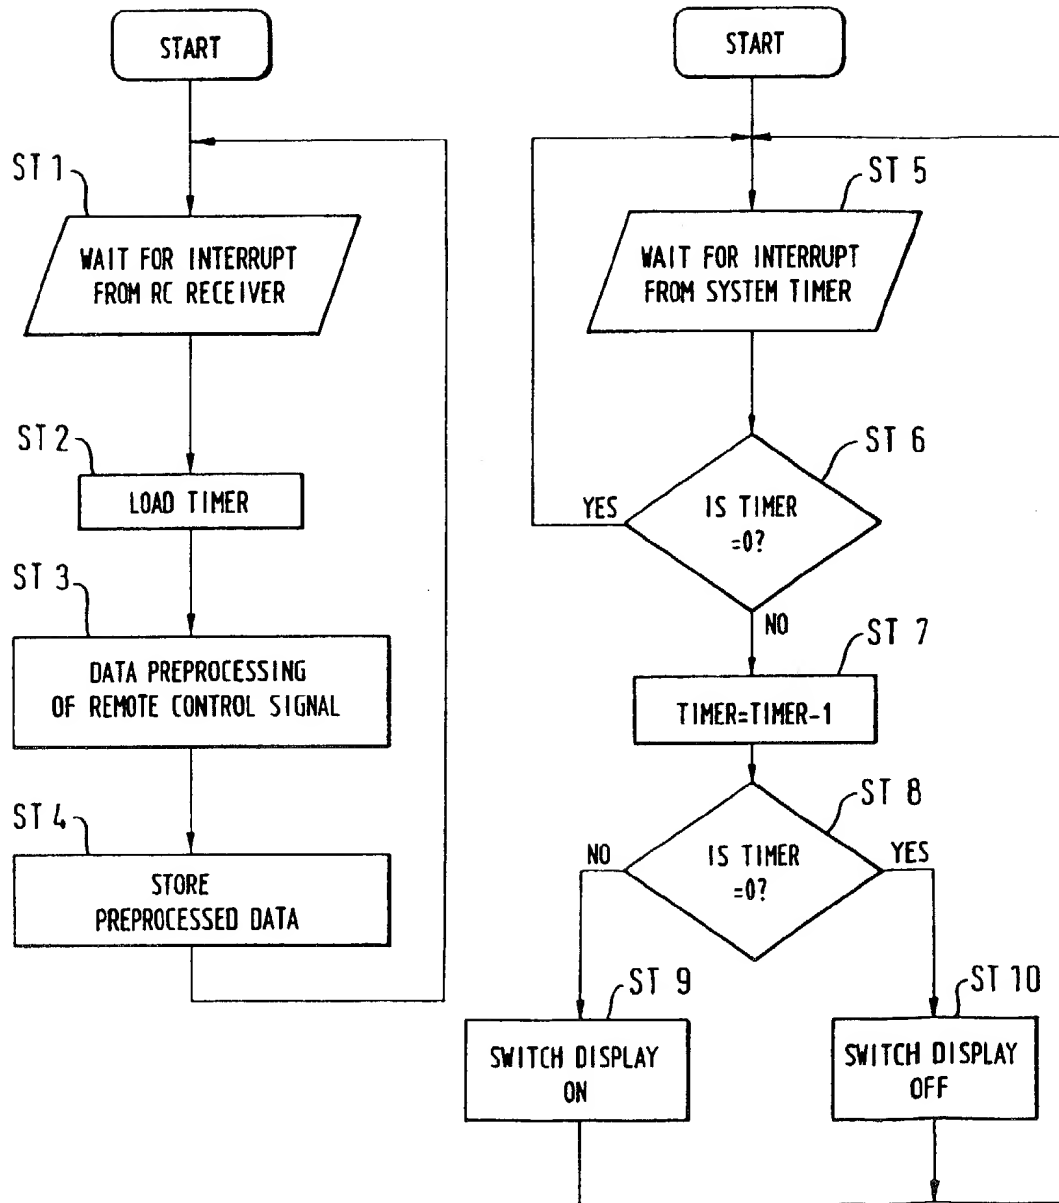 START
ST 1
WAIT FOR INTERRUPT
FROM RC RECEIVER
ST 2
LOAD TIMER
ST 3
DATA PREPROCESSING
OF REMOTE CONTROL SIGNAL
ST 4
STORE
PREPROCESSED DATA
START
ST 5
WAIT FOR INTERRUPT
FROM SYSTEM TIMER
ST 6
IS TIMER
=0?
YES
NO
ST 7
TIMER=TIMER-1
ST 8
IS TIMER
=0?
NO
YES
ST 9
SWITCH DISPLAY
ON
ST 10
SWITCH DISPLAY
OFF